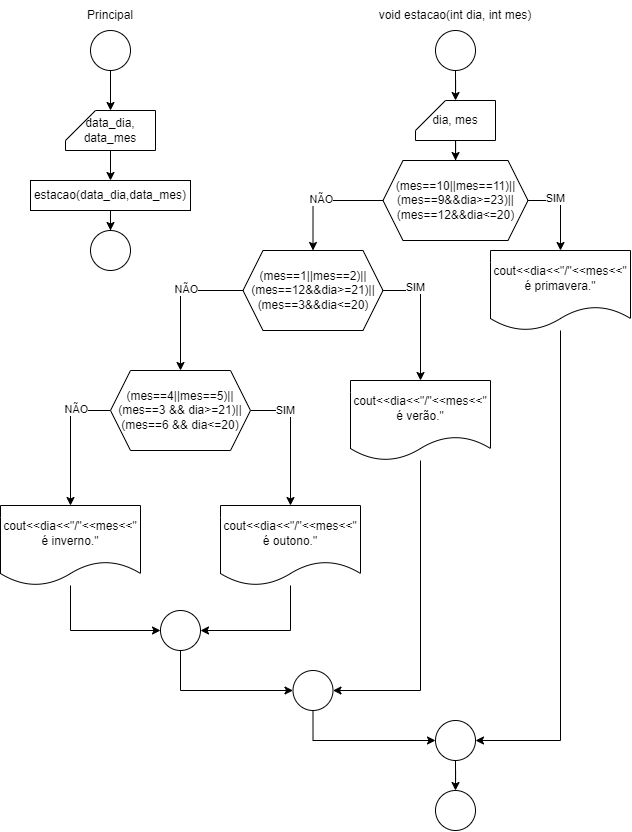 Principal
data_dia,
data_mes
estacao(data_dia,data_mes)
void estacao(int dia, int mes)
dia, mes
(mes==10||mes==11)||
(mes==9&&dia>=23)||
(mes==12&&dia<=20)
NÃO
SIM
cout<<dia<<"/"<<mes<<"
é primavera."
(mes==1||mes==2)||
(mes==12&&dia>=21)||
(mes==3&&dia<=20)
NÃO
SIM
cout<<dia<<"/"<<mes<<"
é verão."
(mes==4||mes==5)||
(mes==3 && dia>=21)||
(mes==6 && dia<=20)
NÃO
SIM
cout<<dia<<"/"<<mes<<"
é inverno."
cout<<dia<<"/"<<mes<<"
é outono."